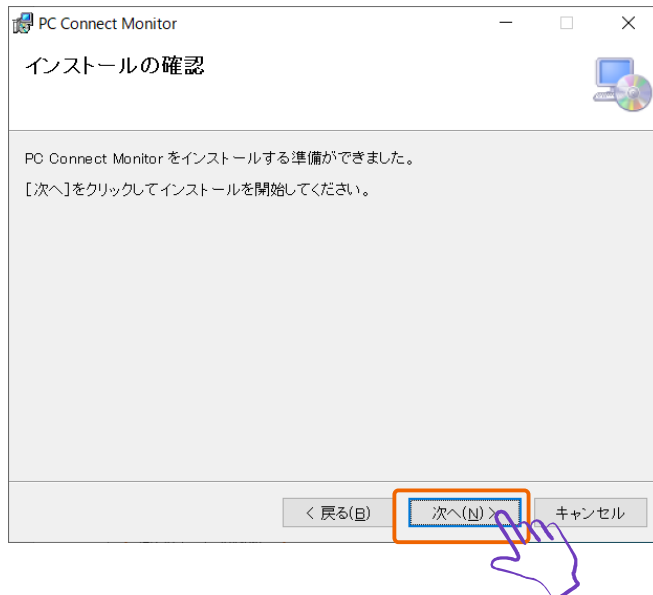 PC Connect Monitor
インストールの確認
PC Connect Monitor をインストールする準備ができました。
[次へ]をクリックしてインストールを開始してください。
< 戻る(B)
次へ(N) >
キャンセル